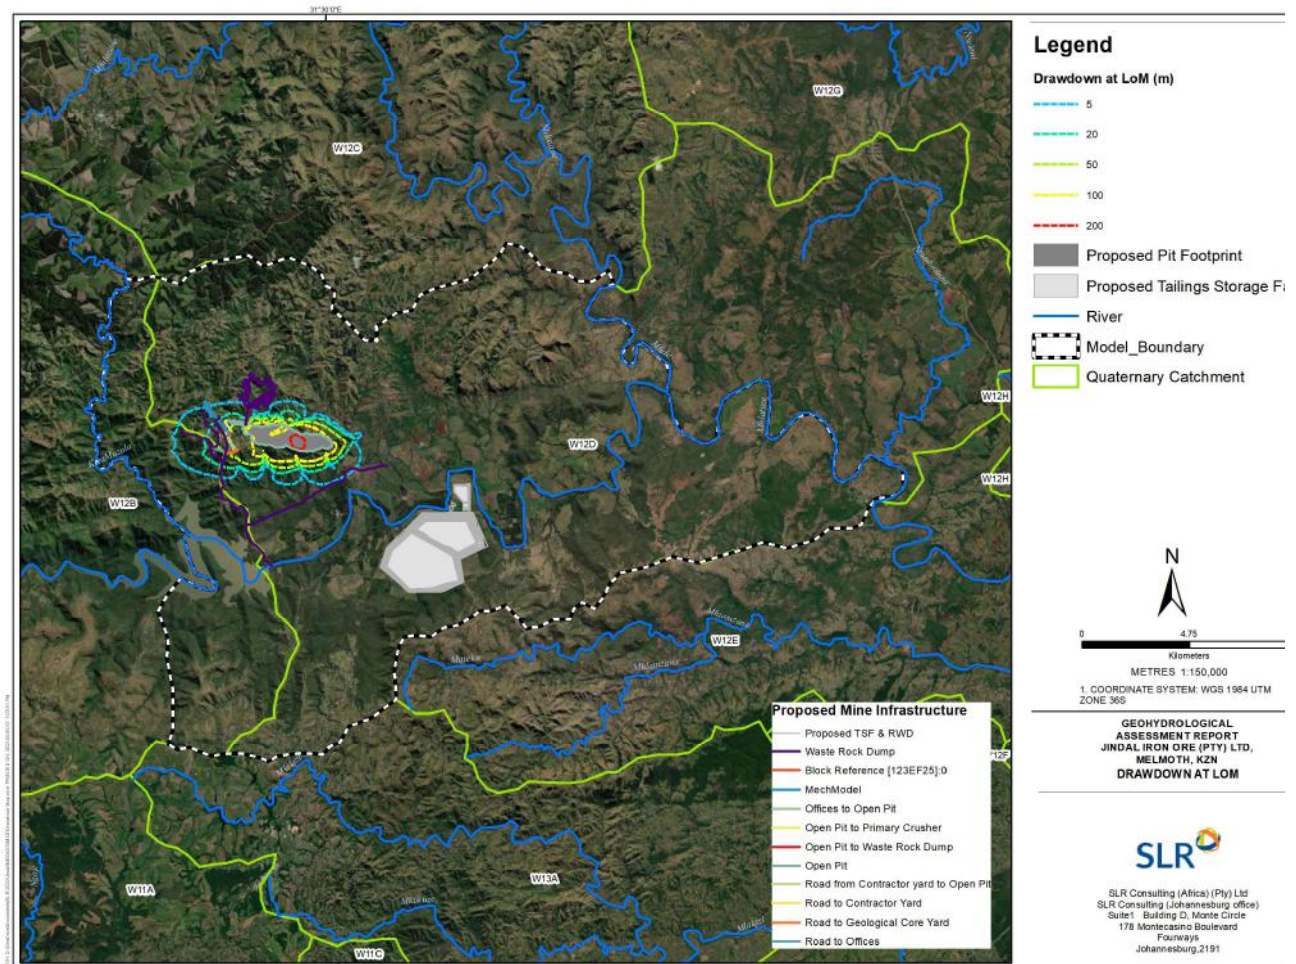 31°30'0"E
Legend
Drawdown at LoM (m)
5
20
50
100
200
Proposed Pit Footprint
Proposed Tailings Storage Fa
River
Model_Boundary
Quaternary Catchment
W12G
W12C
W12H
W12D
W12H
W12B
W12E
W12F
W13A
W11A
W11C
N
0 4.75
Kilometers
METRES 1:150,000
1. COORDINATE SYSTEM: WGS 1984 UTM
ZONE 36S
GEOHYDROLOGICAL
ASSESSMENT REPORT
JINDAL IRON ORE (PTY) LTD,
MELMOTH, KZN
DRAWDOWN AT LOM
Proposed Mine Infrastructure
Proposed TSF & RWD
Waste Rock Dump
Block Reference [123EF25]:0
MechModel
Offices to Open Pit
Open Pit to Primary Crusher
Open Pit to Waste Rock Dump
Open Pit
Road from Contractor yard to Open Pit
Road to Contractor Yard
Road to Geological Core Yard
Road to Offices
SLR
SLR Consulting (Africa) (Pty) Ltd
SLR Consulting (Johannesburg office)
Suite1 Building D, Monte Circle
178 Montecasino Boulevard
Fourways
Johannesburg,2191